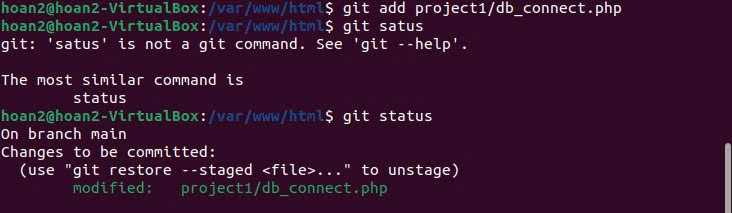 hoan2@hoan2-VirtualBox:/var/www/html$ git add project1/db_connect.php
hoan2@hoan2-VirtualBox:/var/www/html$ git satus
git: 'satus' is not a git command. See 'git --help'.

The most similar command is
        status
hoan2@hoan2-VirtualBox:/var/www/html$ git status
On branch main
Changes to be committed:
  (use "git restore --staged <file>..." to unstage)
        modified:   project1/db_connect.php